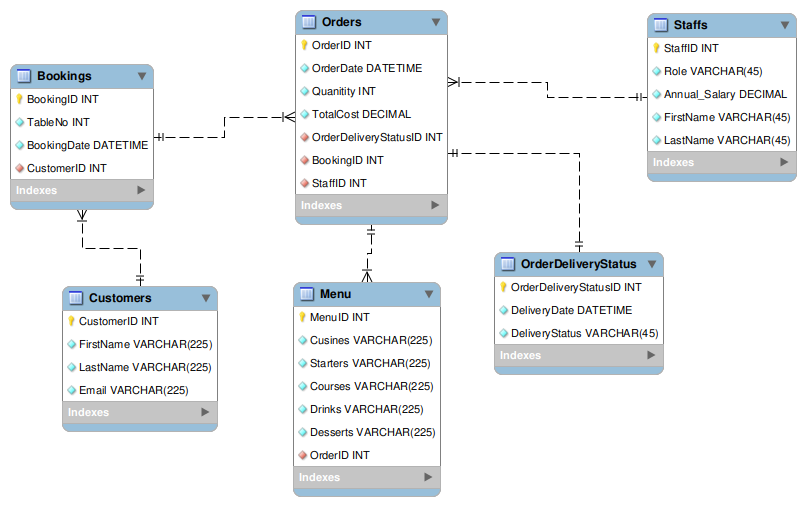 Orders
OrderID INT
OrderDate DATETIME
Quanitity INT
TotalCost DECIMAL
OrderDeliveryStatusID INT
BookingID INT
StaffID INT
Indexes
Staffs
StaffID INT
Role VARCHAR(45)
Annual_Salary DECIMAL
FirstName VARCHAR(45)
LastName VARCHAR(45)
Indexes
Bookings
BookingID INT
TableNo INT
BookingDate DATETIME
CustomerID INT
Indexes
OrderDeliveryStatus
OrderDeliveryStatusID INT
DeliveryDate DATETIME
DeliveryStatus VARCHAR(45)
Indexes
Customers
CustomerID INT
FirstName VARCHAR(225)
LastName VARCHAR(225)
Email VARCHAR(225)
Indexes
Menu
MenuID INT
Cusines VARCHAR(225)
Starters VARCHAR(225)
Courses VARCHAR(225)
Drinks VARCHAR(225)
Desserts VARCHAR(225)
OrderID INT
Indexes